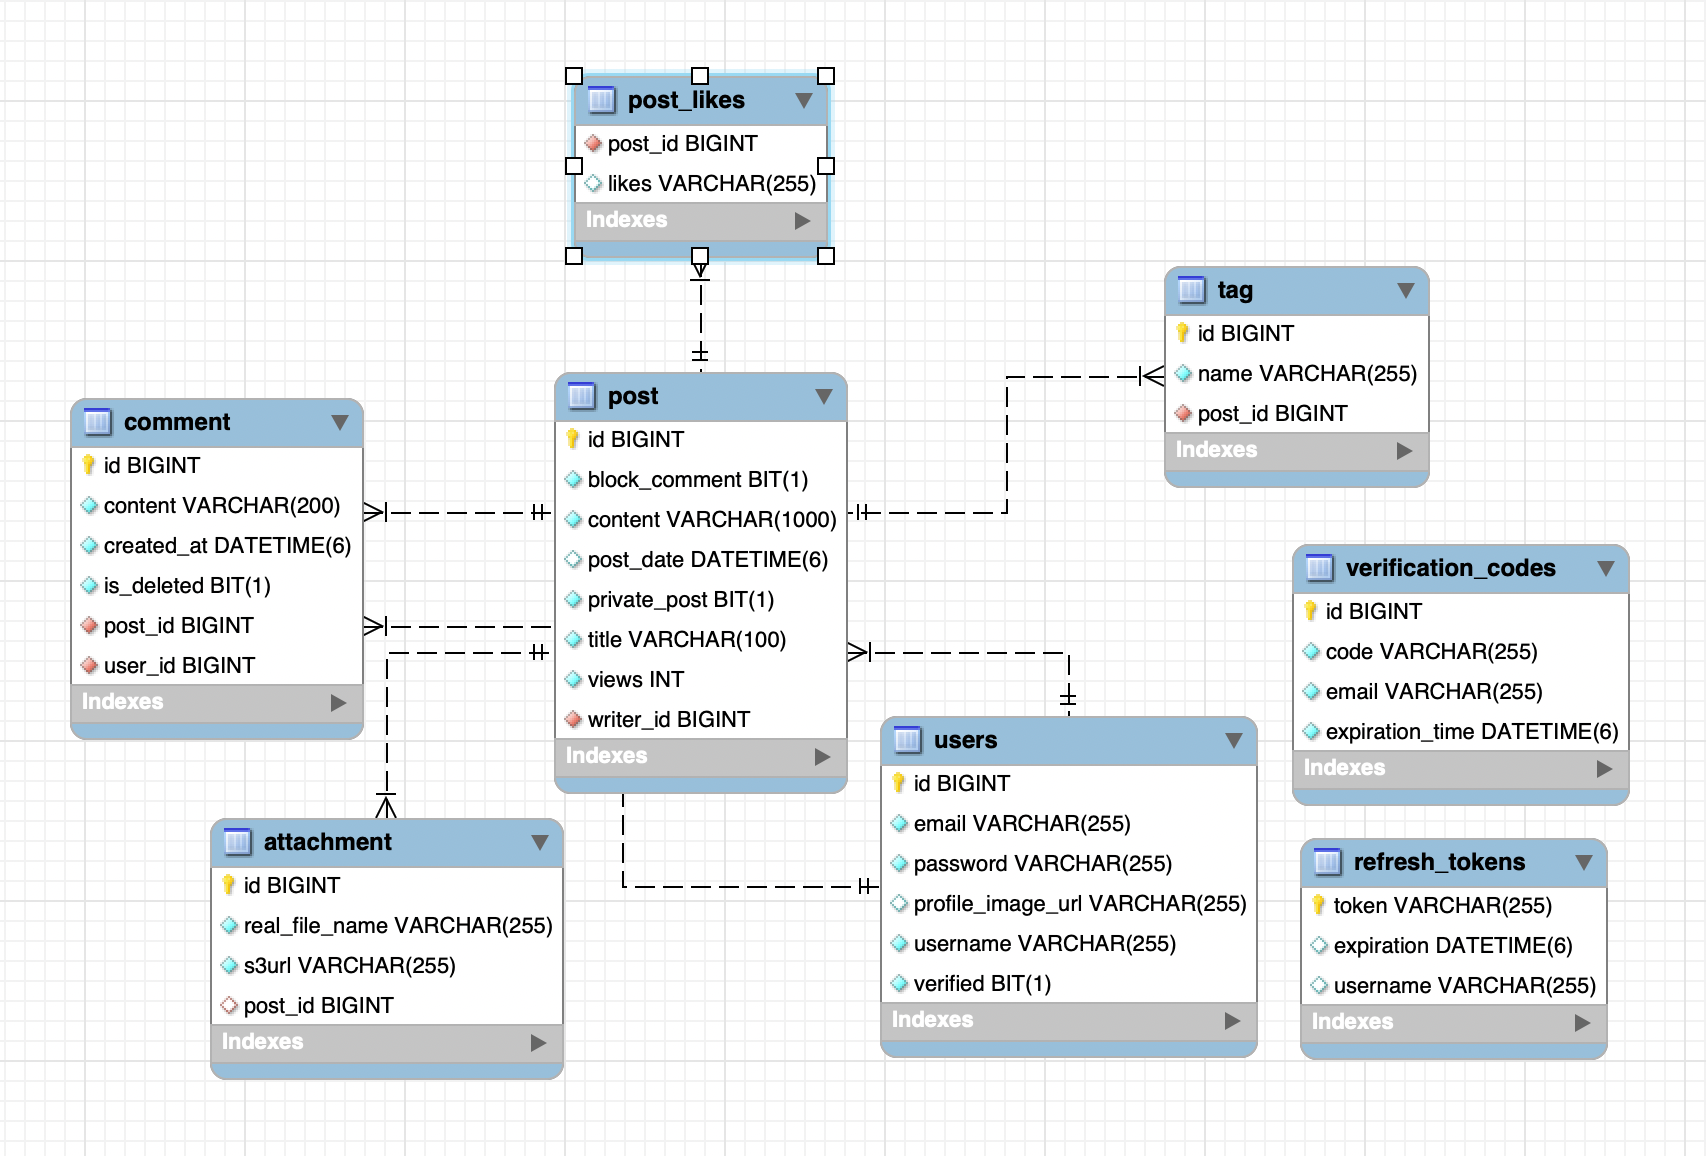 post_likes
post_id BIGINT
likes VARCHAR(255)
Indexes
tag
id BIGINT
name VARCHAR(255)
post_id BIGINT
Indexes
comment
id BIGINT
content VARCHAR(200)
created_at DATETIME(6)
is_deleted BIT(1)
post_id BIGINT
user_id BIGINT
Indexes
post
id BIGINT
block_comment BIT(1)
content VARCHAR(1000)
post_date DATETIME(6)
private_post BIT(1)
title VARCHAR(100)
views INT
writer_id BIGINT
Indexes
verification_codes
id BIGINT
code VARCHAR(255)
email VARCHAR(255)
expiration_time DATETIME(6)
Indexes
users
id BIGINT
email VARCHAR(255)
password VARCHAR(255)
profile_image_url VARCHAR(255)
username VARCHAR(255)
verified BIT(1)
Indexes
attachment
id BIGINT
real_file_name VARCHAR(255)
s3url VARCHAR(255)
post_id BIGINT
Indexes
refresh_tokens
token VARCHAR(255)
expiration DATETIME(6)
username VARCHAR(255)
Indexes